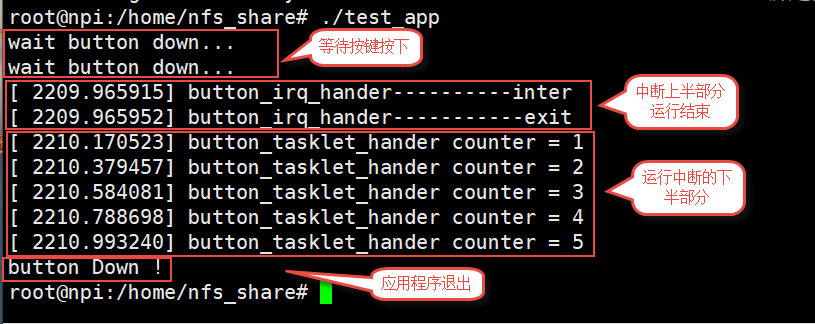 root@npi:/home/nfs_share# ./test_app
wait button down...
等待按键按下
wait button down...
[ 2209.965915] button_irq_hander----------inter
中断上半部分
运行结束
[ 2209.965952] button_irq_hander-----------exit
[ 2210.170523] button_tasklet_hander counter = 1
[ 2210.379457] button_tasklet_hander counter = 2
[ 2210.584081] button_tasklet_hander counter = 3
运行中断的下
半部分
[ 2210.788698] button_tasklet_hander counter = 4
[ 2210.993240] button_tasklet_hander counter = 5
button Down !
应用程序退出
root@npi:/home/nfs_share#